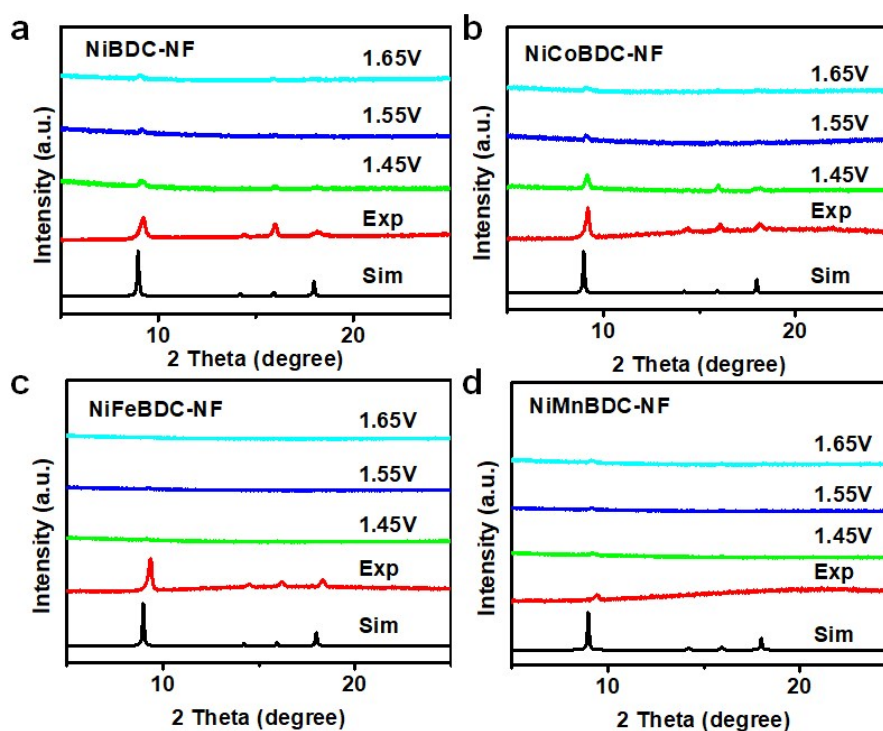 a
NiBDC-NF
1.65V
1.55V
1.45V
Exp
Sim
Intensity (a.u.)
10 20
2 Theta (degree)
b
NiCoBDC-NF
1.65V
1.55V
1.45V
Exp
Sim
Intensity (a.u.)
10 20
2 Theta (degree)
c
NiFeBDC-NF
1.65V
1.55V
1.45V
Exp
Sim
Intensity (a.u.)
10 20
2 Theta (degree)
d
NiMnBDC-NF
1.65V
1.55V
1.45V
Exp
Sim
Intensity (a.u.)
10 20
2 Theta (degree)